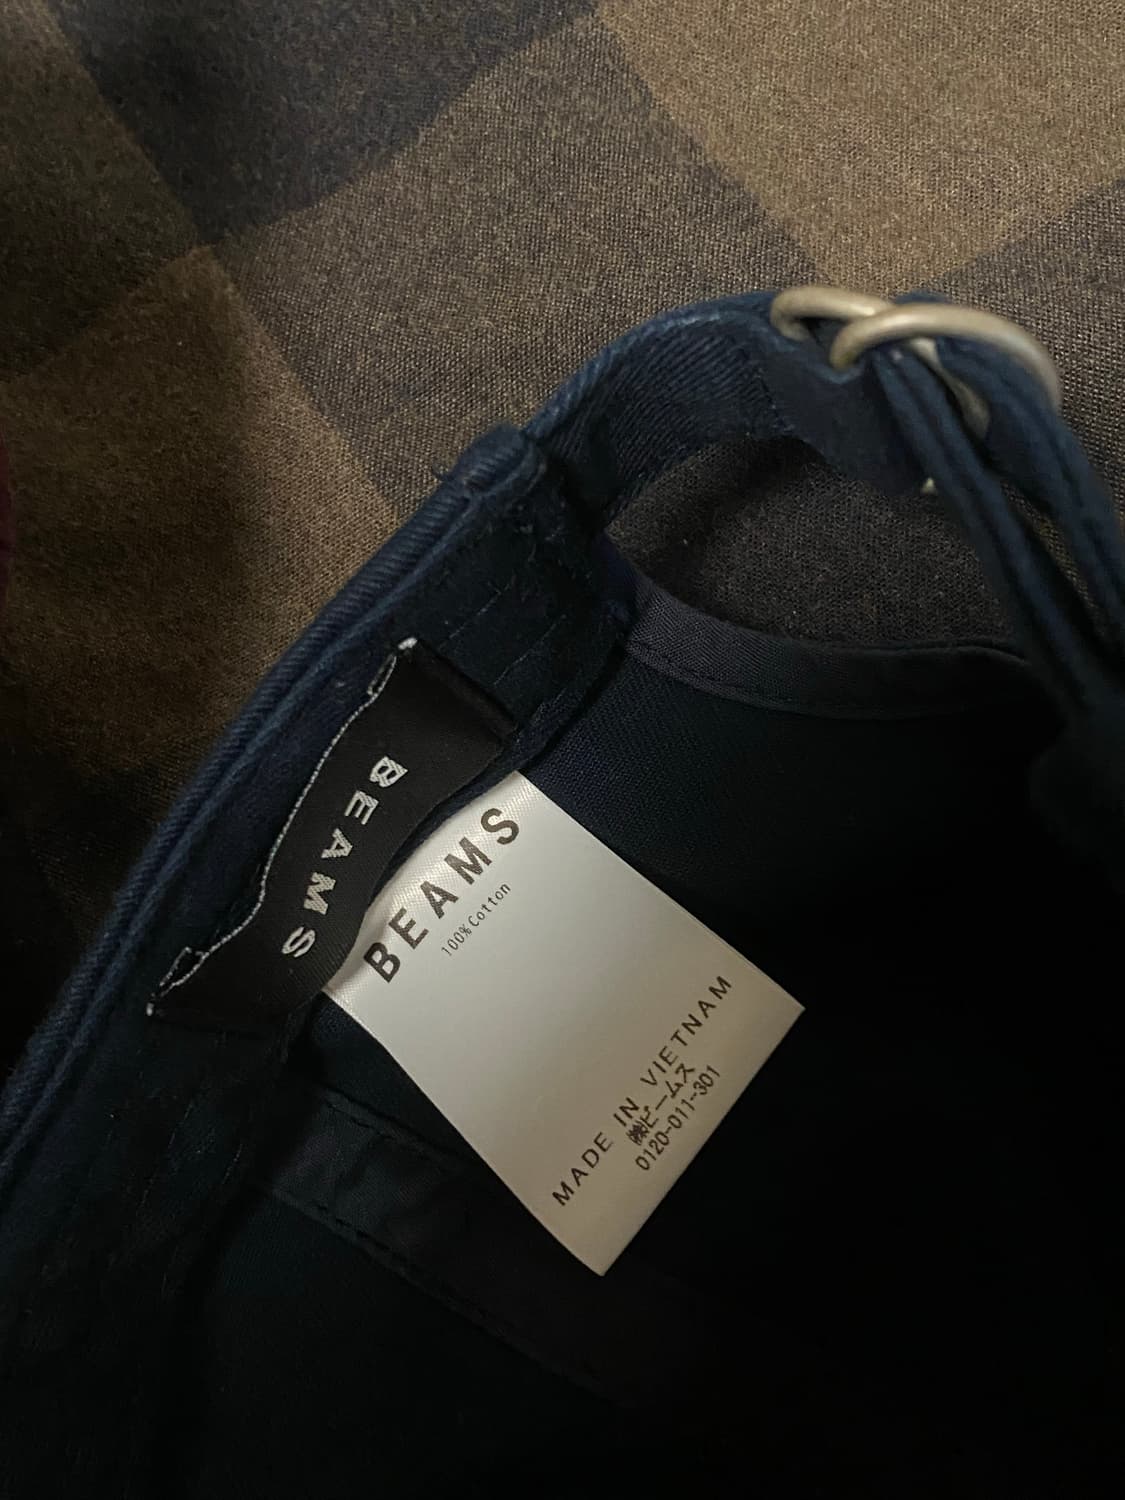 BEAMS
BEAMS
100%Cotton
MADE IN VIETNAM
㈱ビームス
0120-011-301